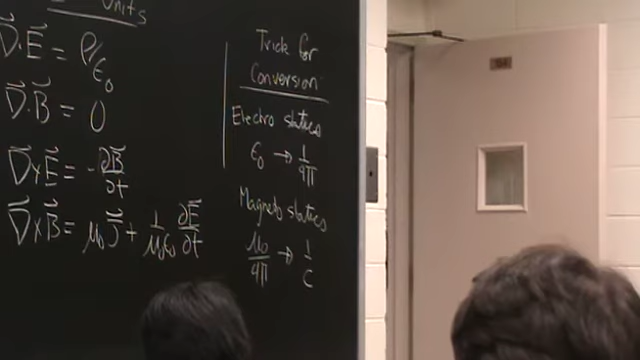 Units
∇⃗·E⃗ = ρ/ε₀
∇⃗·B⃗ = 0
∇⃗×E⃗ = -∂B⃗/∂t
∇⃗×B⃗ = μ₀J⃗ + 1/μ₀ε₀ ∂E⃗/∂t
Trick for
Conversion
Electro statics
ε₀ → 1/4π
Magneto statics
μ₀/4π → 1/c